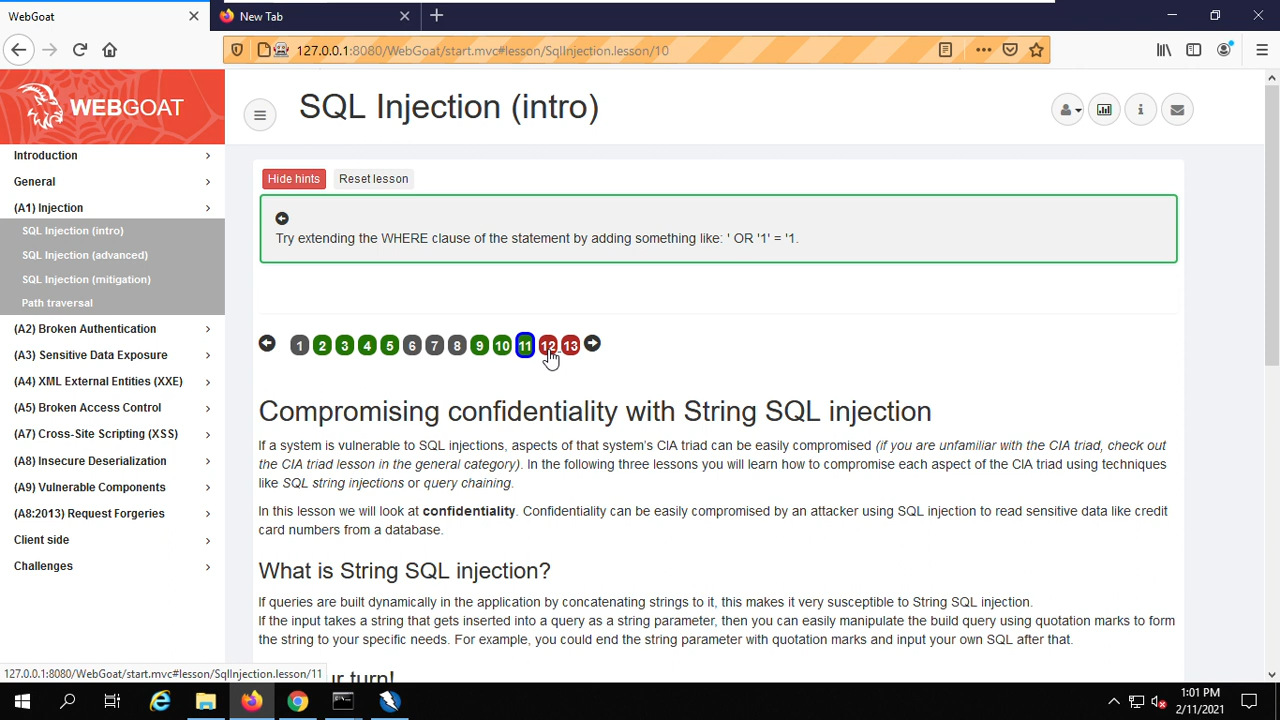 WebGoat
New Tab
127.0.0.1:8080/WebGoat/start.mvc#lesson/SqlInjection.lesson/10
WEBGOAT
SQL Injection (intro)
Introduction
General
(A1) Injection
SQL Injection (intro)
SQL Injection (advanced)
SQL Injection (mitigation)
Path traversal
(A2) Broken Authentication
(A3) Sensitive Data Exposure
(A4) XML External Entities (XXE)
(A5) Broken Access Control
(A7) Cross-Site Scripting (XSS)
(A8) Insecure Deserialization
(A9) Vulnerable Components
(A8:2013) Request Forgeries
Client side
Challenges
Hide hints Reset lesson
Try extending the WHERE clause of the statement by adding something like: ' OR '1' = '1.
1 2 3 4 5 6 7 8 9 10 11 12 13
Compromising confidentiality with String SQL injection
If a system is vulnerable to SQL injections, aspects of that system's CIA triad can be easily compromised (if you are unfamiliar with the CIA triad, check out
the CIA triad lesson in the general category). In the following three lessons you will learn how to compromise each aspect of the CIA triad using techniques
like SQL string injections or query chaining.
In this lesson we will look at confidentiality. Confidentiality can be easily compromised by an attacker using SQL injection to read sensitive data like credit
card numbers from a database.
What is String SQL injection?
If queries are built dynamically in the application by concatenating strings to it, this makes it very susceptible to String SQL injection.
If the input takes a string that gets inserted into a query as a string parameter, then you can easily manipulate the build query using quotation marks to form
the string to your specific needs. For example, you could end the string parameter with quotation marks and input your own SQL after that.
127.0.0.1:8080/WebGoat/start.mvc#lesson/SqlInjection.lesson/11
turn!
1:01 PM
2/11/2021